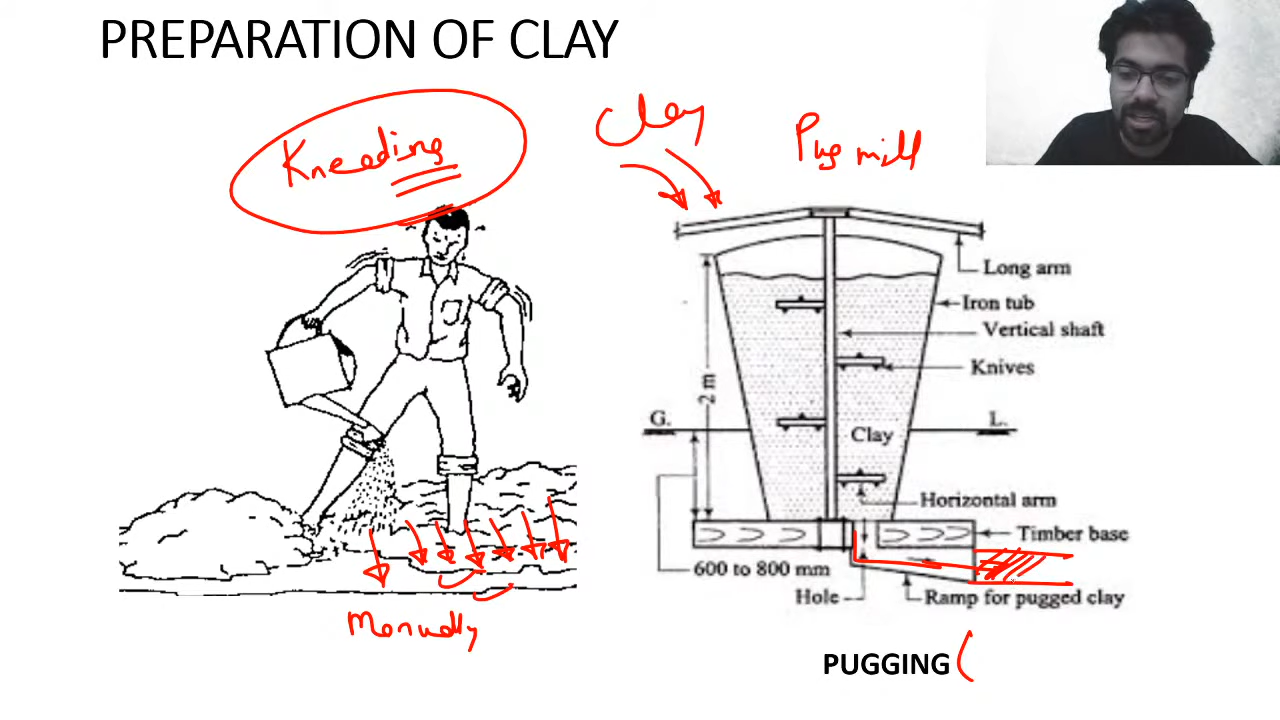 PREPARATION OF CLAY
Kneading
Clay
Pug mill
Long arm
Iron tub
Vertical shaft
Knives
2 m
G.
L.
Clay
Horizontal arm
Timber base
600 to 800 mm
Hole
Ramp for pugged clay
Manually
PUGGING (